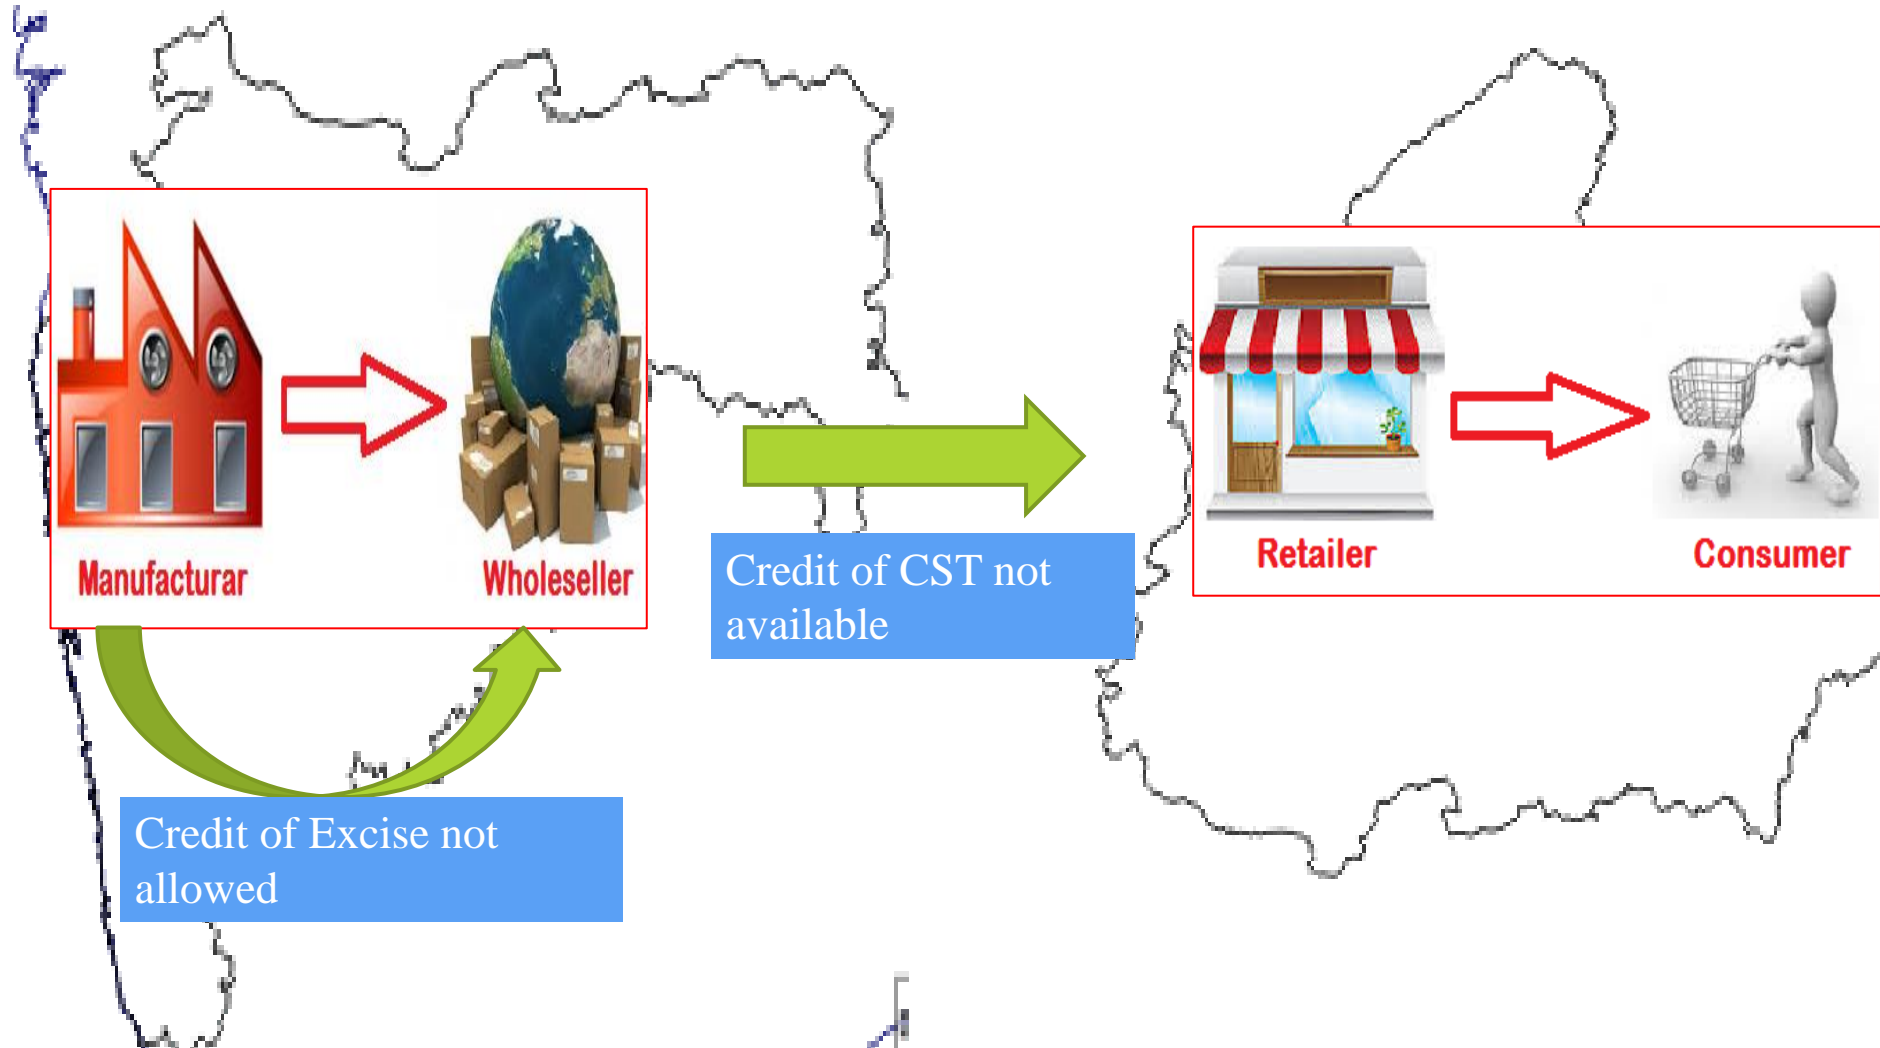 Manufacturar
Wholeseller
Credit of CST not
available
Retailer
Consumer
Credit of Excise not
allowed